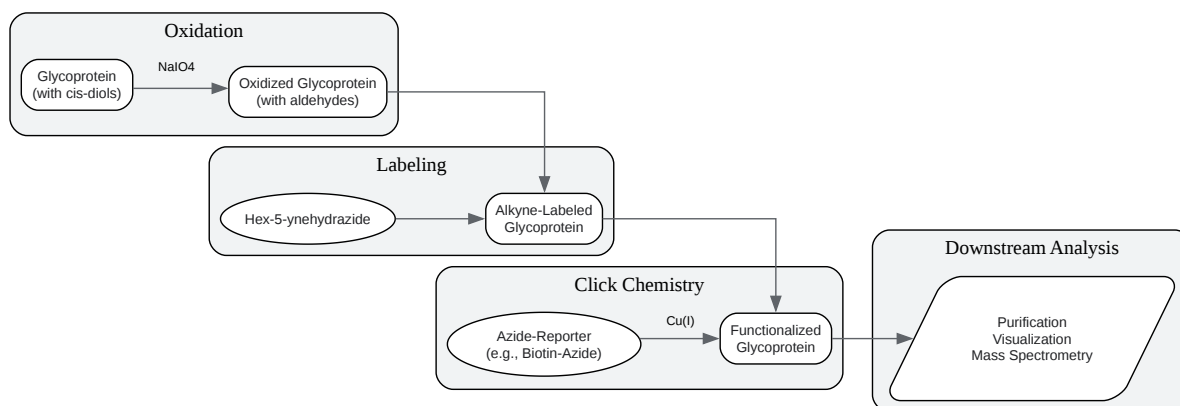 Oxidation
NaIO4
Glycoprotein
(with cis-diols)
Oxidized Glycoprotein
(with aldehydes)
Labeling
Hex-5-ynehydrazide
Alkyne-Labeled
Glycoprotein
Downstream Analysis
Click Chemistry
Cu(I)
Azide-Reporter
(e.g., Biotin-Azide)
Functionalized
Glycoprotein
Purification
Visualization
Mass Spectrometry